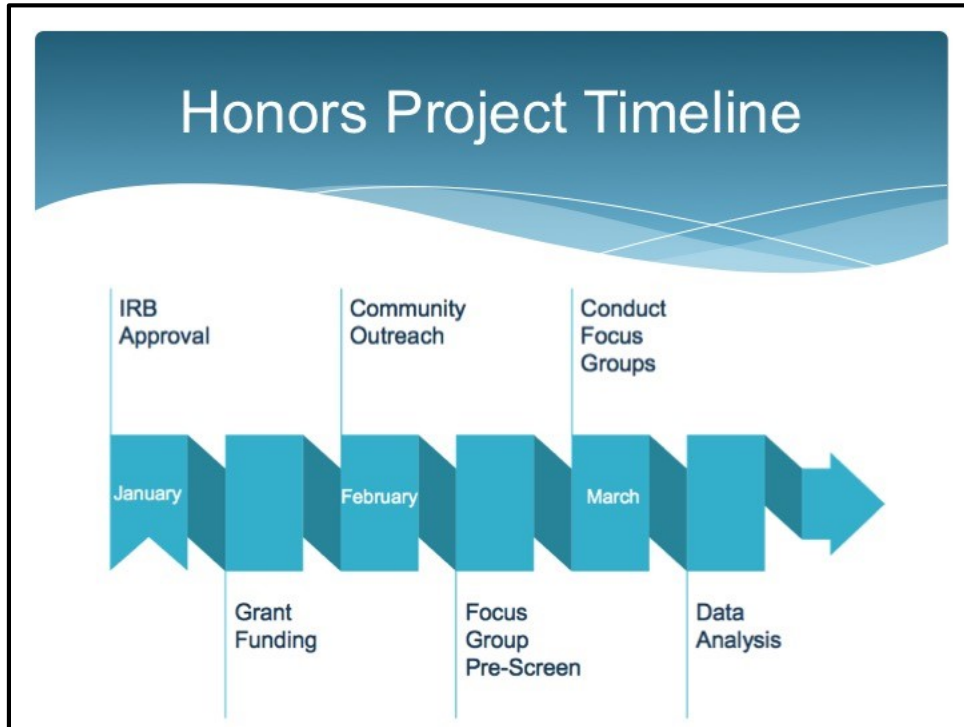 Honors Project Timeline
IRB
Approval
Community
Outreach
Conduct
Focus
Groups
January
February
March
Grant
Funding
Focus
Group
Pre-Screen
Data
Analysis